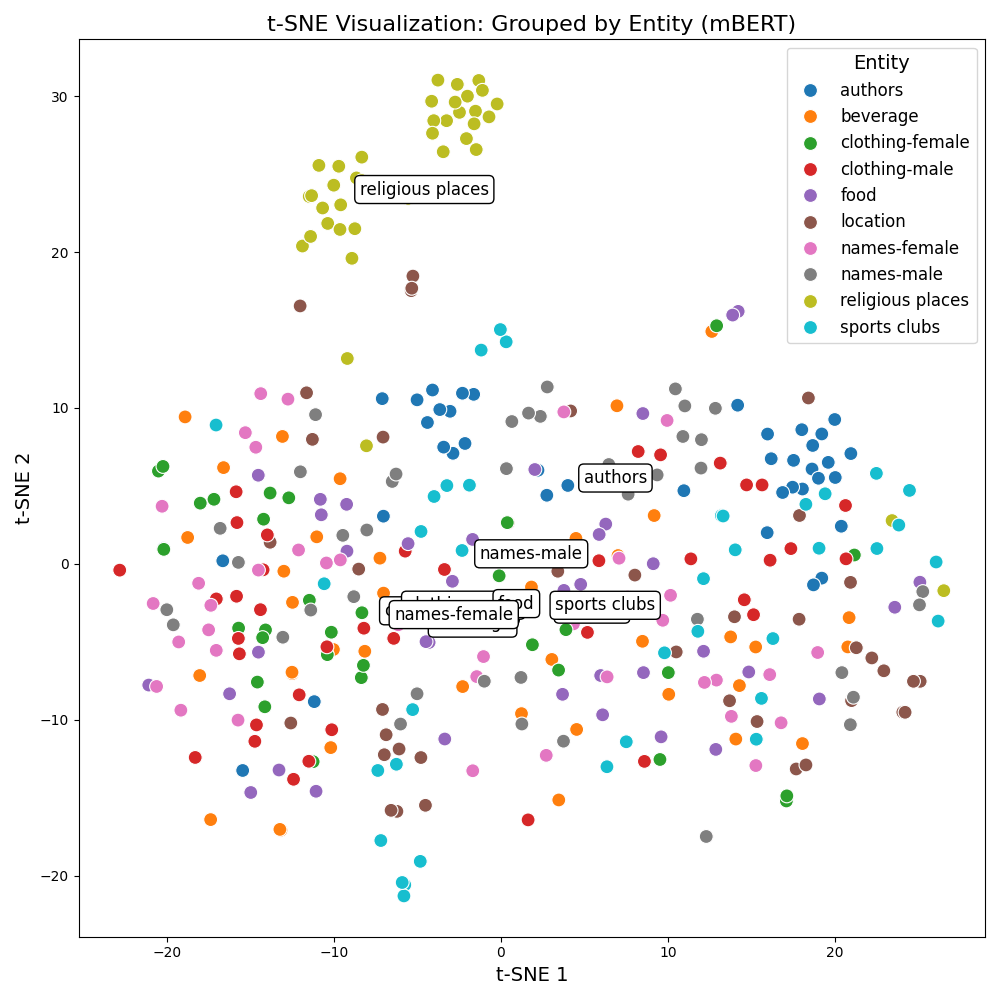 t-SNE Visualization: Grouped by Entity (mBERT)
Entity
authors
beverage
clothing-female
clothing-male
food
location
names-female
names-male
religious places
sports clubs
religious places
authors
names-male
food
sports clubs
names-female
30
20
10
0
−10
−20
t-SNE 2
−20
−10
0
10
20
t-SNE 1